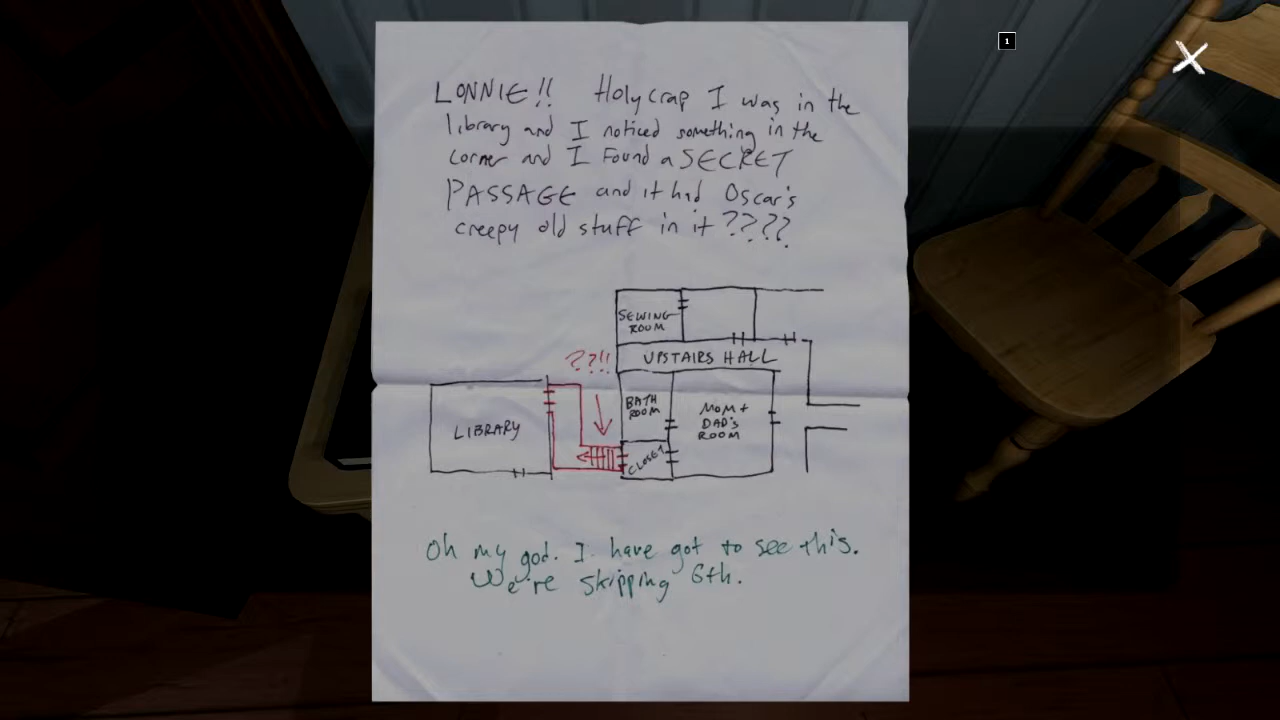 1
LONNIE!! Holy crap I was in the
library and I noticed something in the
corner and I Found a SECRET
PASSAGE and it had Oscar's
creepy old stuff in it ????
SEWING
ROOM
UPSTAIRS HALL
??!!
BATH
ROOM
MOM +
DAD'S
ROOM
LIBRARY
CLOSET
Oh my god. I have got to see this.
We're skipping 6th.